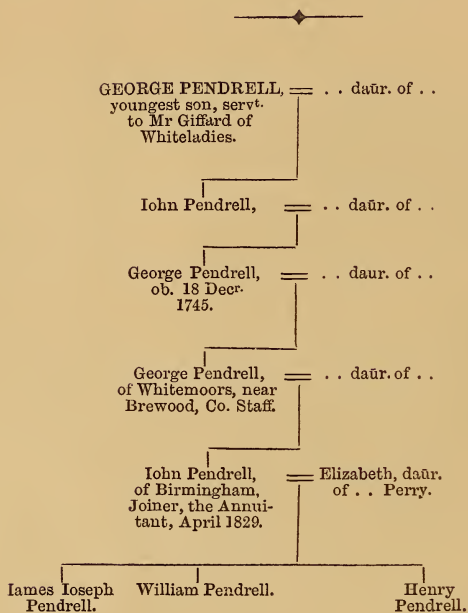 GEORGE PENDRELL, = . . daūr. of . .
youngest son, servt.
to Mr Giffard of
Whiteladies.
Iohn Pendrell, = . . daūr. of . .
George Pendrell, = . . daur. of . .
ob. 18 Decr.
1745.
George Pendrell, = . . daūr. of . .
of Whitemoors, near
Brewood, Co. Staff.
Iohn Pendrell, = Elizabeth, daūr.
of Birmingham, of . . Perry.
Joiner, the Annui-
tant, April 1829.
Iames Ioseph William Pendrell. Henry
Pendrell. Pendrell.